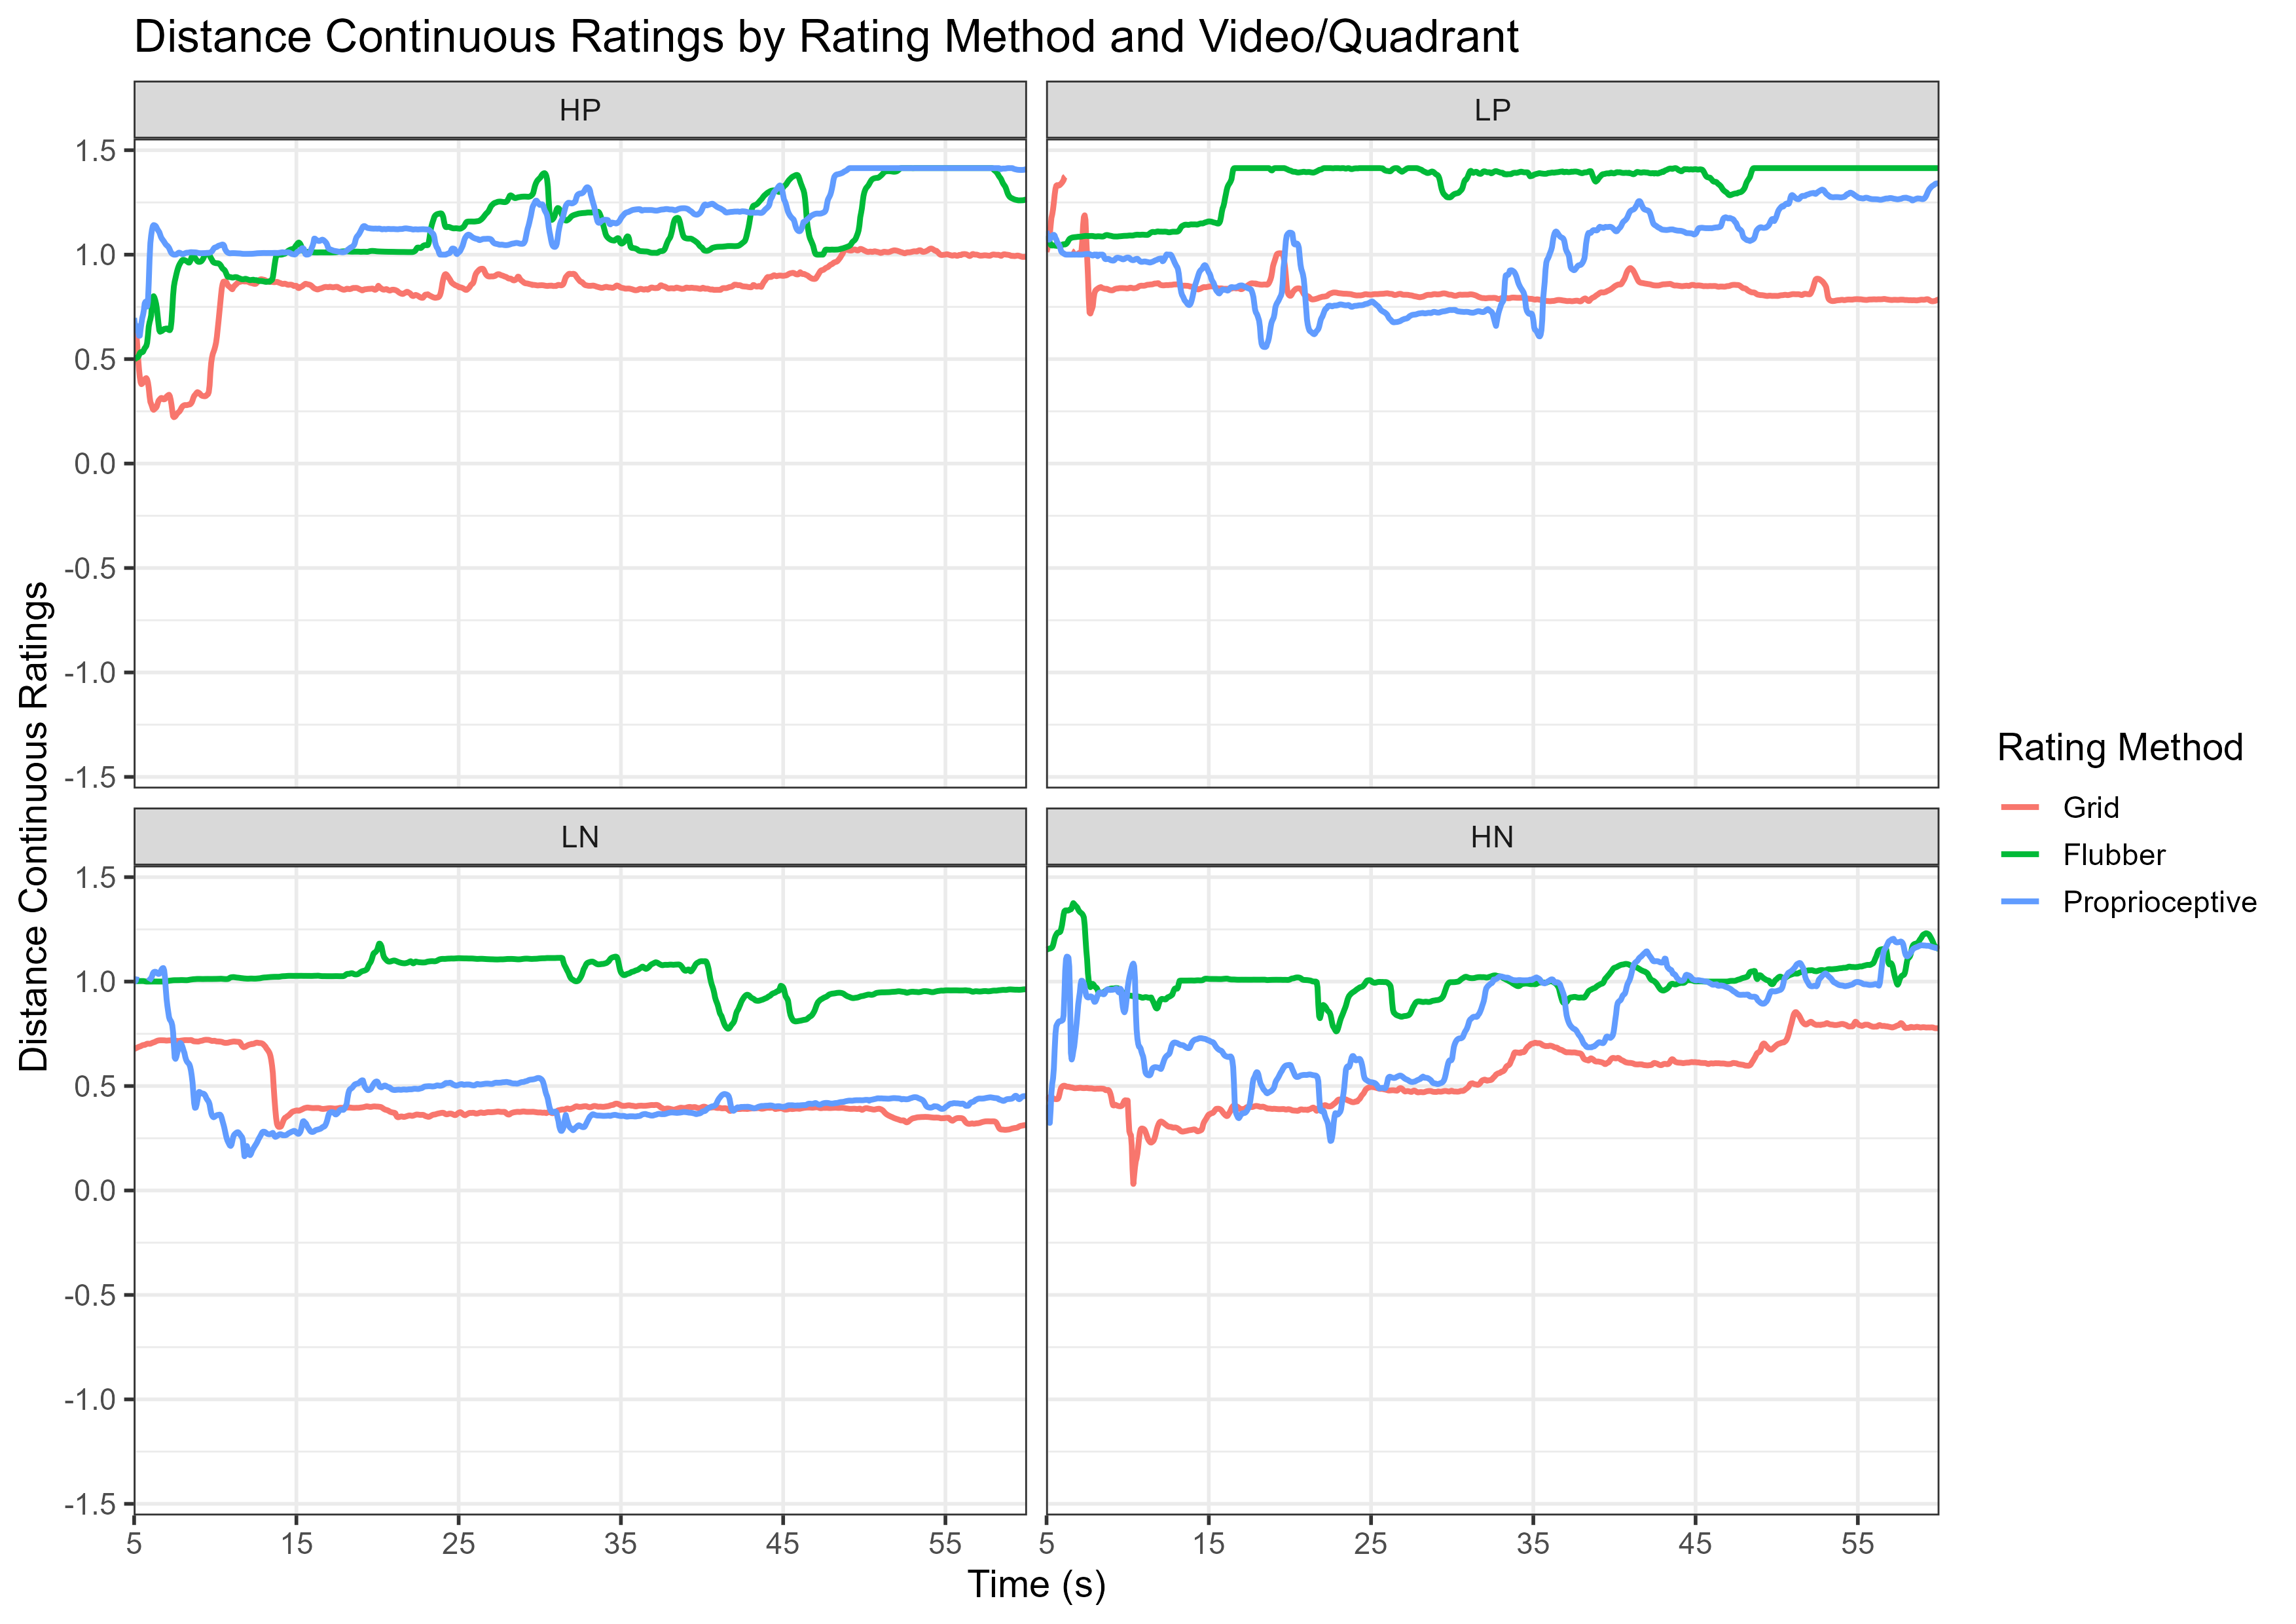 Distance Continuous Ratings by Rating Method and Video/Quadrant
HP
LP
1.5
1.0
0.5
0.0
-0.5
-1.0
-1.5
LN
HN
1.5
1.0
0.5
0.0
-0.5
-1.0
-1.5
5 15 25 35 45 55
5 15 25 35 45 55
Time (s)
Distance Continuous Ratings
Rating Method
Grid
Flubber
Proprioceptive